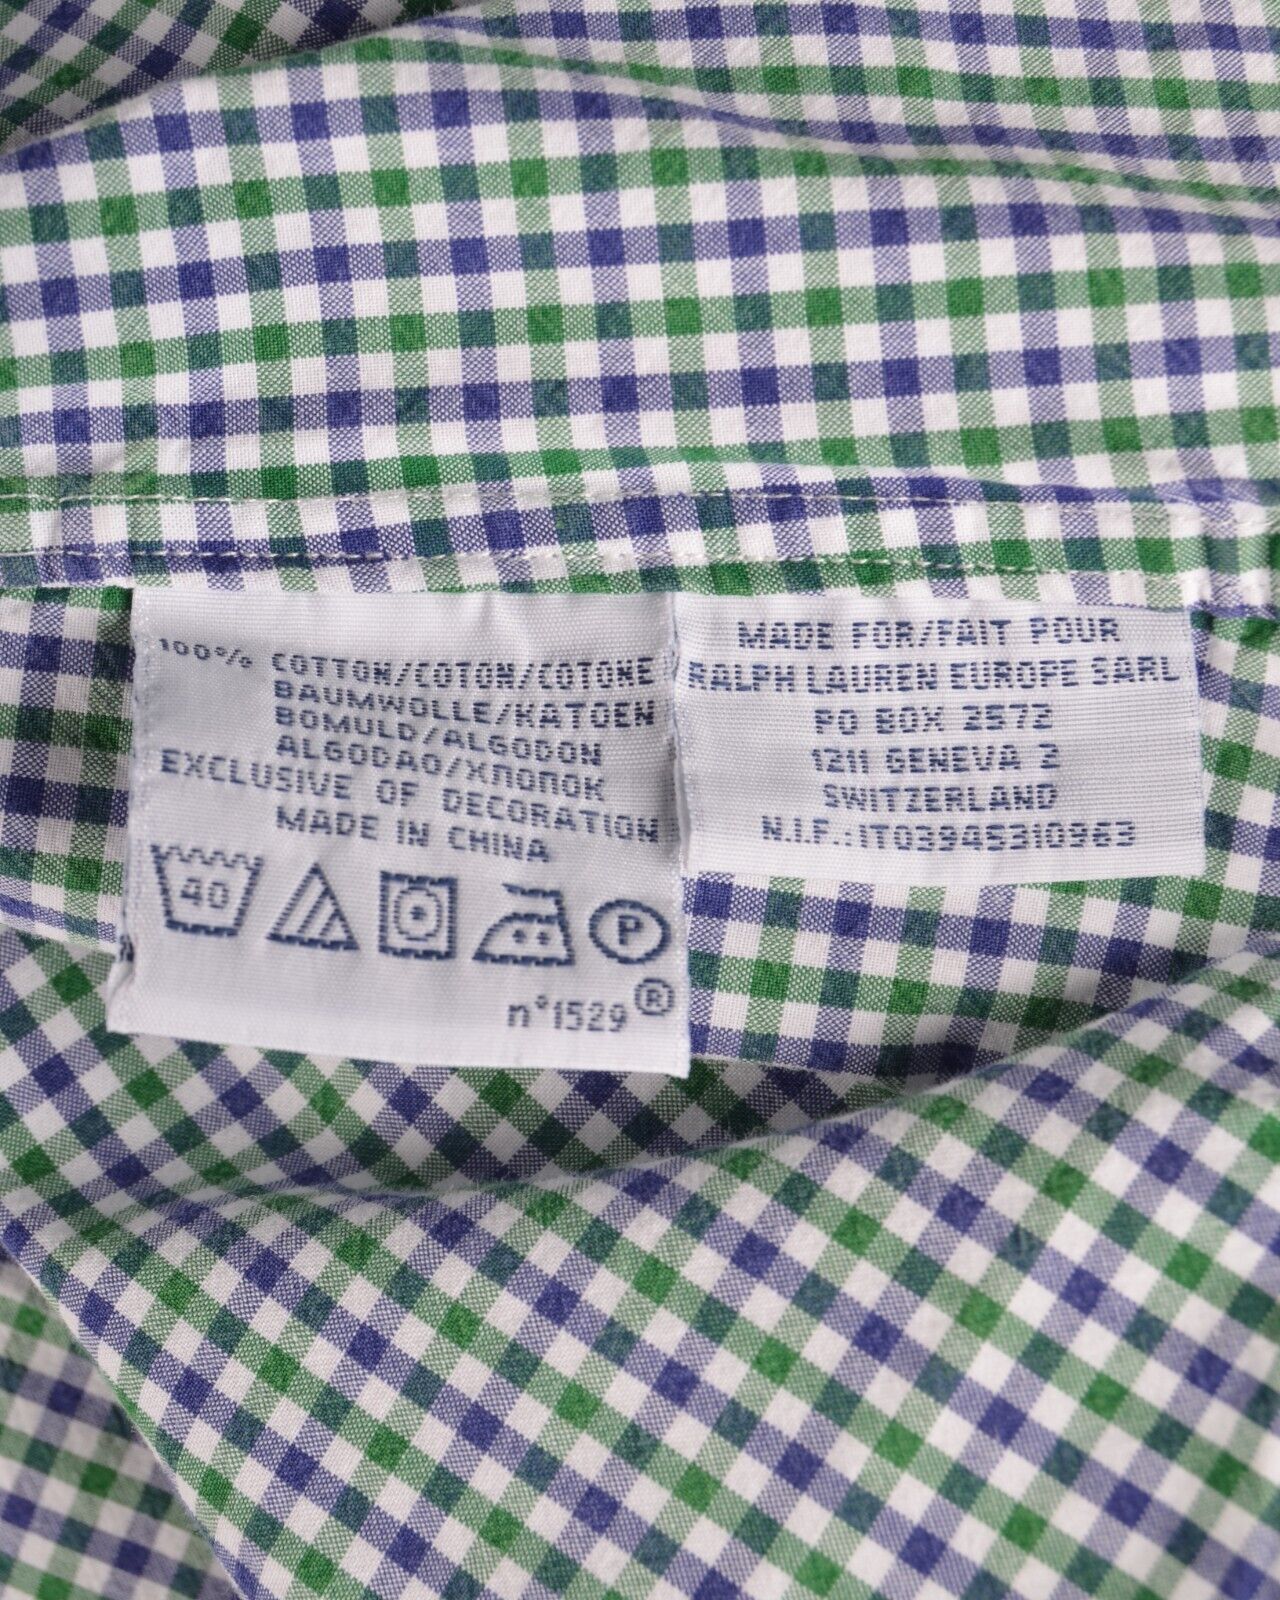 100% COTTON/COTON/COTONE
BAUMWOLLE/KATOEN
BOMULD/ALGODON
ALGODAO/ХЛОПОК
EXCLUSIVE OF DECORATION
MADE IN CHINA
40
P
n°1529 ®
MADE FOR/FAIT POUR
RALPH LAUREN EUROPE SARL
PO BOX 2572
1211 GENEVA 2
SWITZERLAND
N.I.F.:IT03945310963